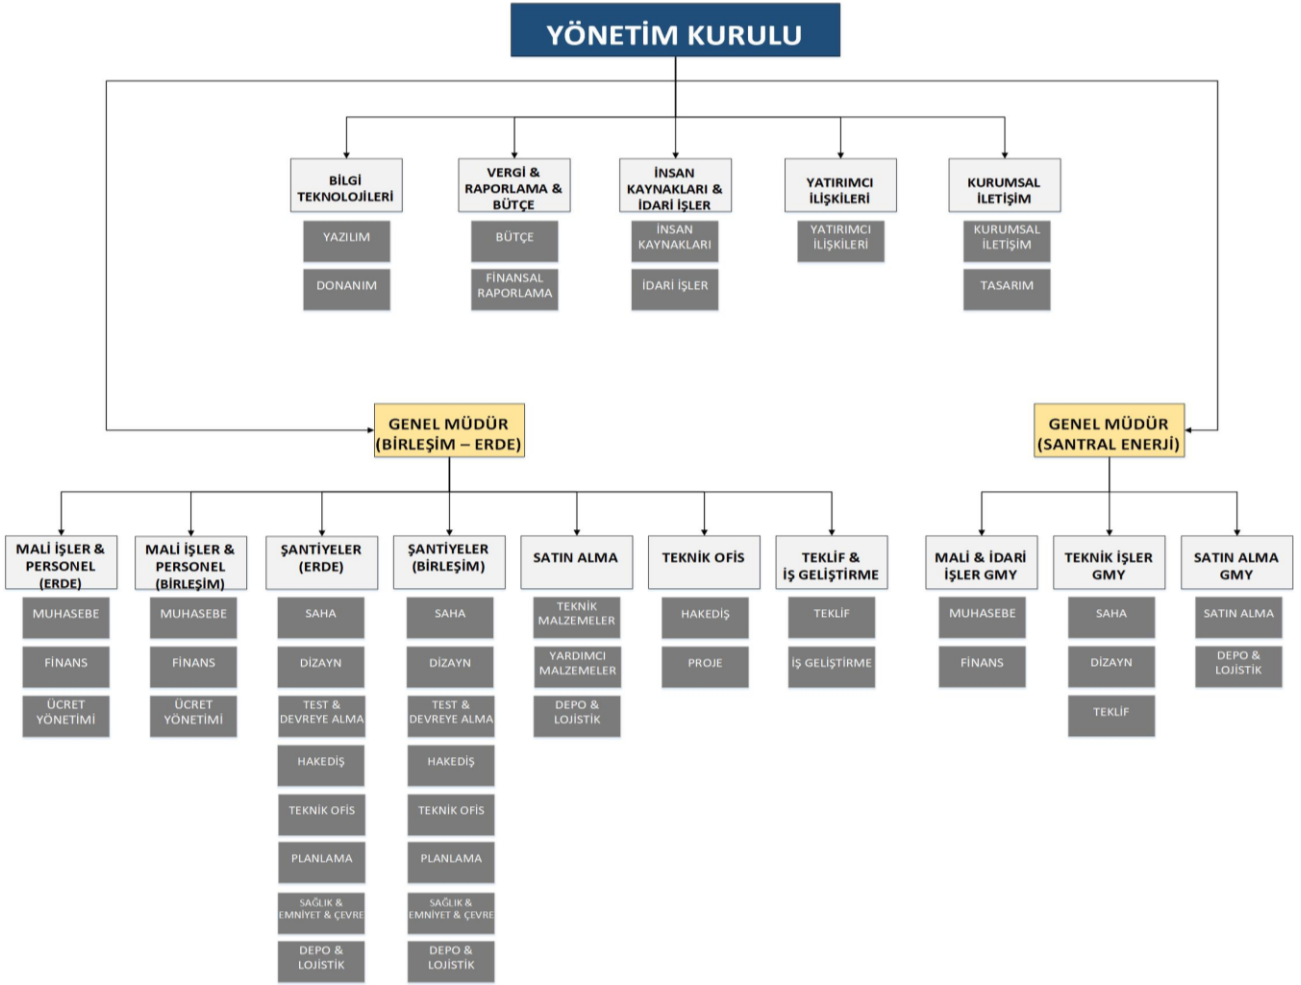 YÖNETİM KURULU
BİLGİ
TEKNOLOJİLERİ
YAZILIM
DONANIM
VERGİ &
RAPORLAMA &
BÜTÇE
BÜTÇE
FİNANSAL
RAPORLAMA
İNSAN
KAYNAKLARI &
İDARİ İŞLER
İNSAN
KAYNAKLARI
İDARİ İŞLER
YATIRIMCI
İLİŞKİLERİ
YATIRIMCI
İLİŞKİLERİ
KURUMSAL
İLETİŞİM
KURUMSAL
İLETİŞİM
TASARIM
GENEL MÜDÜR
(BİRLEŞİM – ERDE)
GENEL MÜDÜR
(SANTRAL ENERJİ)
MALİ İŞLER &
PERSONEL
(ERDE)
MUHASEBE
FİNANS
ÜCRET
YÖNETİMİ
MALİ İŞLER &
PERSONEL
(BİRLEŞİM)
MUHASEBE
FİNANS
ÜCRET
YÖNETİMİ
ŞANTİYELER
(ERDE)
SAHA
DİZAYN
TEST &
DEVREYE ALMA
HAKEDİŞ
TEKNİK OFİS
PLANLAMA
SAĞLIK &
EMNİYET & ÇEVRE
DEPO &
LOJİSTİK
ŞANTİYELER
(BİRLEŞİM)
SAHA
DİZAYN
TEST &
DEVREYE ALMA
HAKEDİŞ
TEKNİK OFİS
PLANLAMA
SAĞLIK &
EMNİYET & ÇEVRE
DEPO &
LOJİSTİK
SATIN ALMA
TEKNİK
MALZEMELER
YARDIMCI
MALZEMELER
DEPO &
LOJİSTİK
TEKNİK OFİS
HAKEDİŞ
PROJE
TEKLİF &
İŞ GELİŞTİRME
TEKLİF
İŞ GELİŞTİRME
MALİ & İDARİ
İŞLER GMY
MUHASEBE
FİNANS
TEKNİK İŞLER
GMY
SAHA
DİZAYN
TEKLİF
SATIN ALMA
GMY
SATIN ALMA
DEPO &
LOJİSTİK